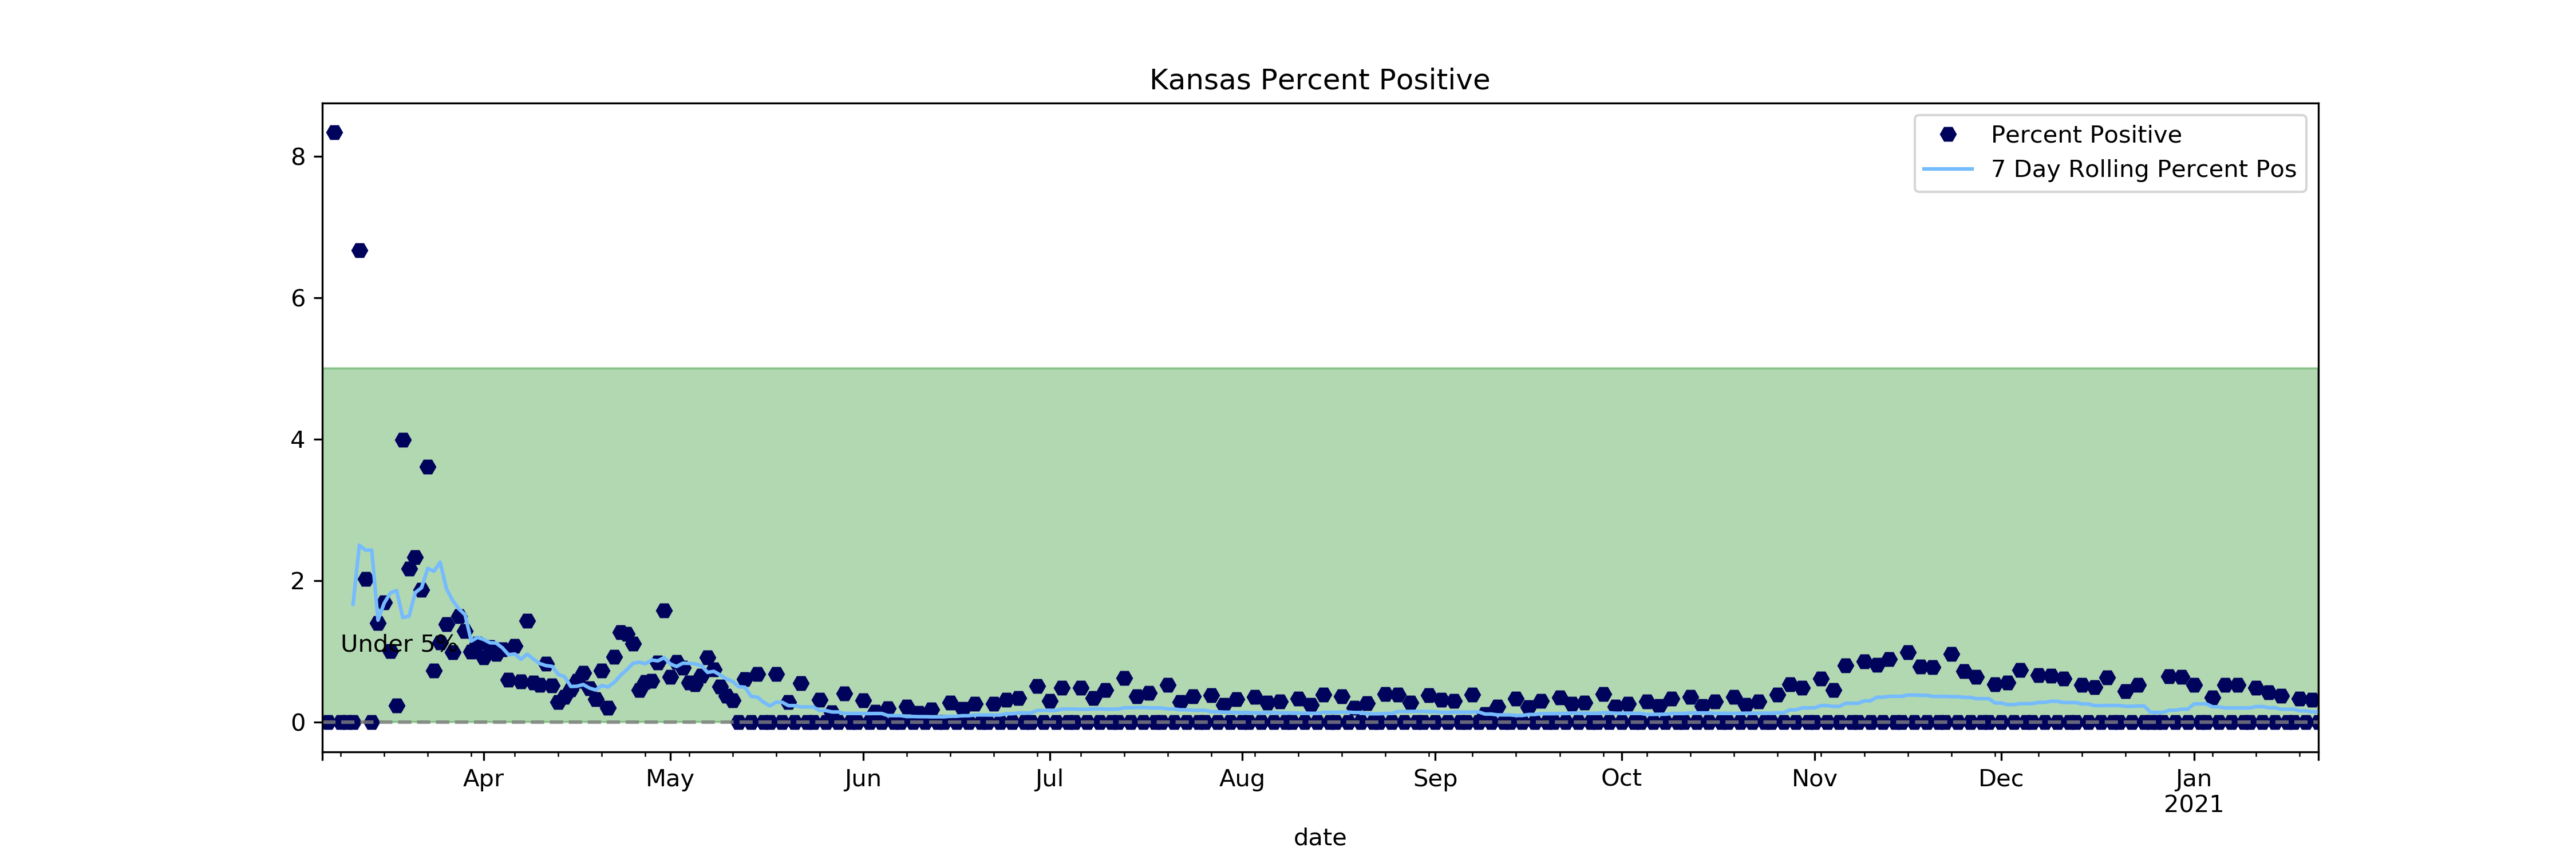 Kansas Percent Positive
Percent Positive
7 Day Rolling Percent Pos
8
6
4
2
0
Under 5%
Apr
May
Jun
Jul
Aug
Sep
Oct
Nov
Dec
Jan
2021
date